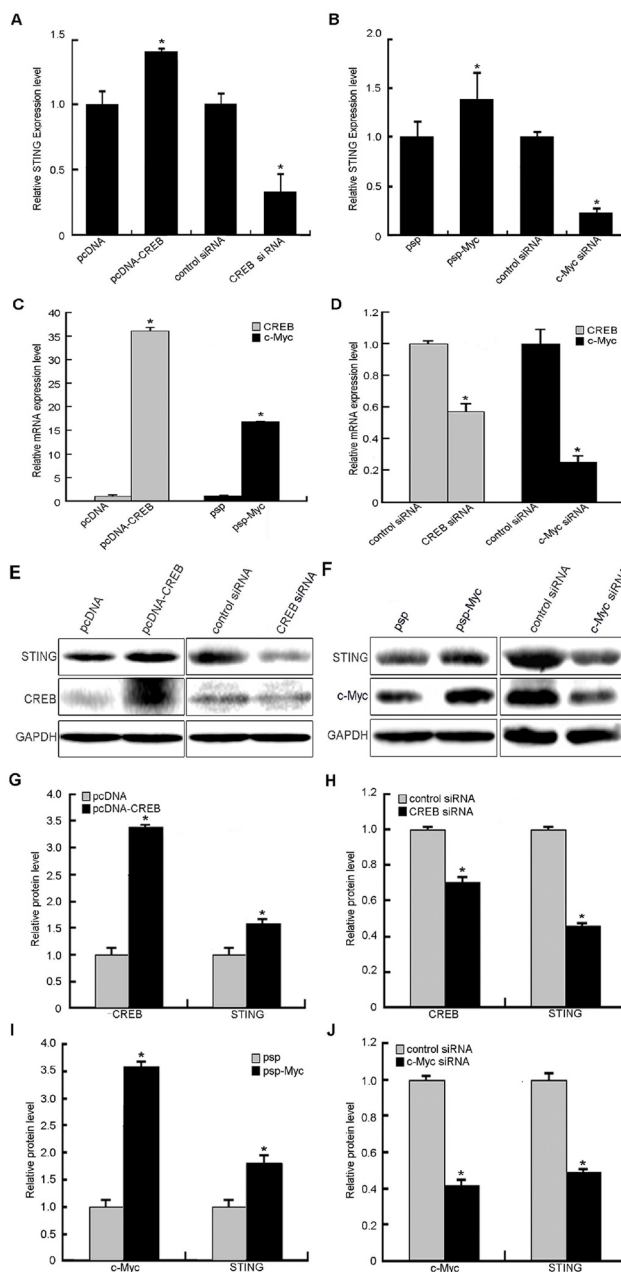 A
Relative STING Expression level
1.5
1.0
0.5
0
*
*
pcDNA
pcDNA-CREB
control siRNA
CREB si RNA
B
Relative STING Expression level
2.0
1.5
1.0
0.5
0
*
*
psp
psp-Myc
control siRNA
c-Myc siRNA
C
Relative mRNA expression level
40
35
30
25
20
15
10
5
0
CREB
c-Myc
*
*
pcDNA
pcDNA-CREB
psp
psp-Myc
D
Relative mRNA expression level
1.2
1.0
0.8
0.6
0.4
0.2
0
CREB
c-Myc
*
*
control siRNA
CREB siRNA
control siRNA
c-Myc siRNA
E
pcDNA
pcDNA-CREB
control siRNA
CREB siRNA
STING
CREB
GAPDH
F
psp
psp-Myc
control siRNA
c-Myc siRNA
STING
c-Myc
GAPDH
G
Relative protein level
4.0
3.5
3.0
2.5
2.0
1.5
1.0
0.5
0
pcDNA
pcDNA-CREB
*
*
CREB
STING
H
Relative protein level
1.2
1.0
0.8
0.6
0.4
0.2
0
control siRNA
CREB siRNA
*
*
CREB
STING
I
Relative protein level
4.0
3.5
3.0
2.5
2.0
1.5
1.0
0.5
0
psp
psp-Myc
*
*
c-Myc
STING
J
Relative protein level
1.2
1.0
0.8
0.6
0.4
0.2
0
control siRNA
c-Myc siRNA
*
*
c-Myc
STING